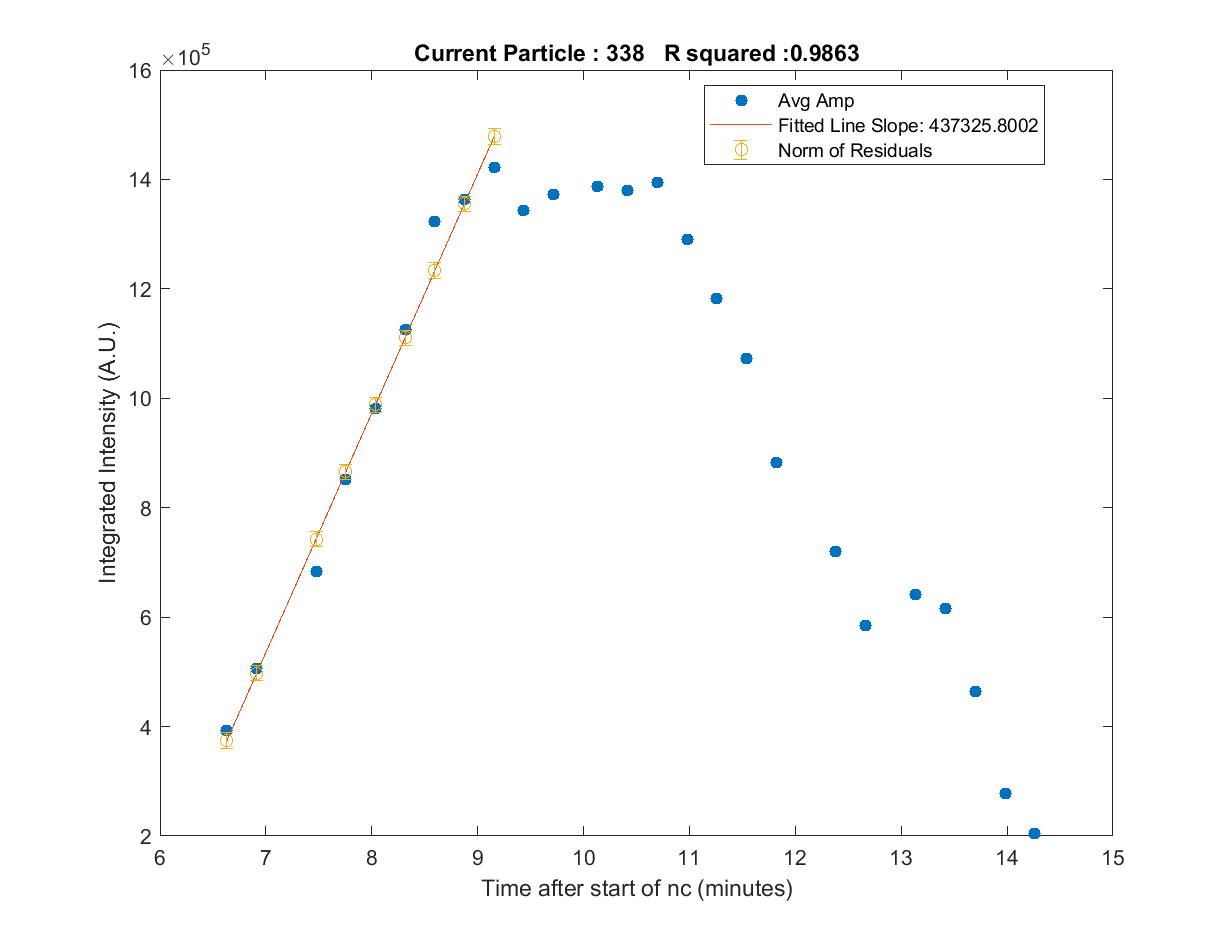 Current Particle : 338   R squared :0.9863
×10^5
16
14
12
10
8
6
4
2
Integrated Intensity (A.U.)
Avg Amp
Fitted Line Slope: 437325.8002
Norm of Residuals
6 7 8 9 10 11 12 13 14 15
Time after start of nc (minutes)